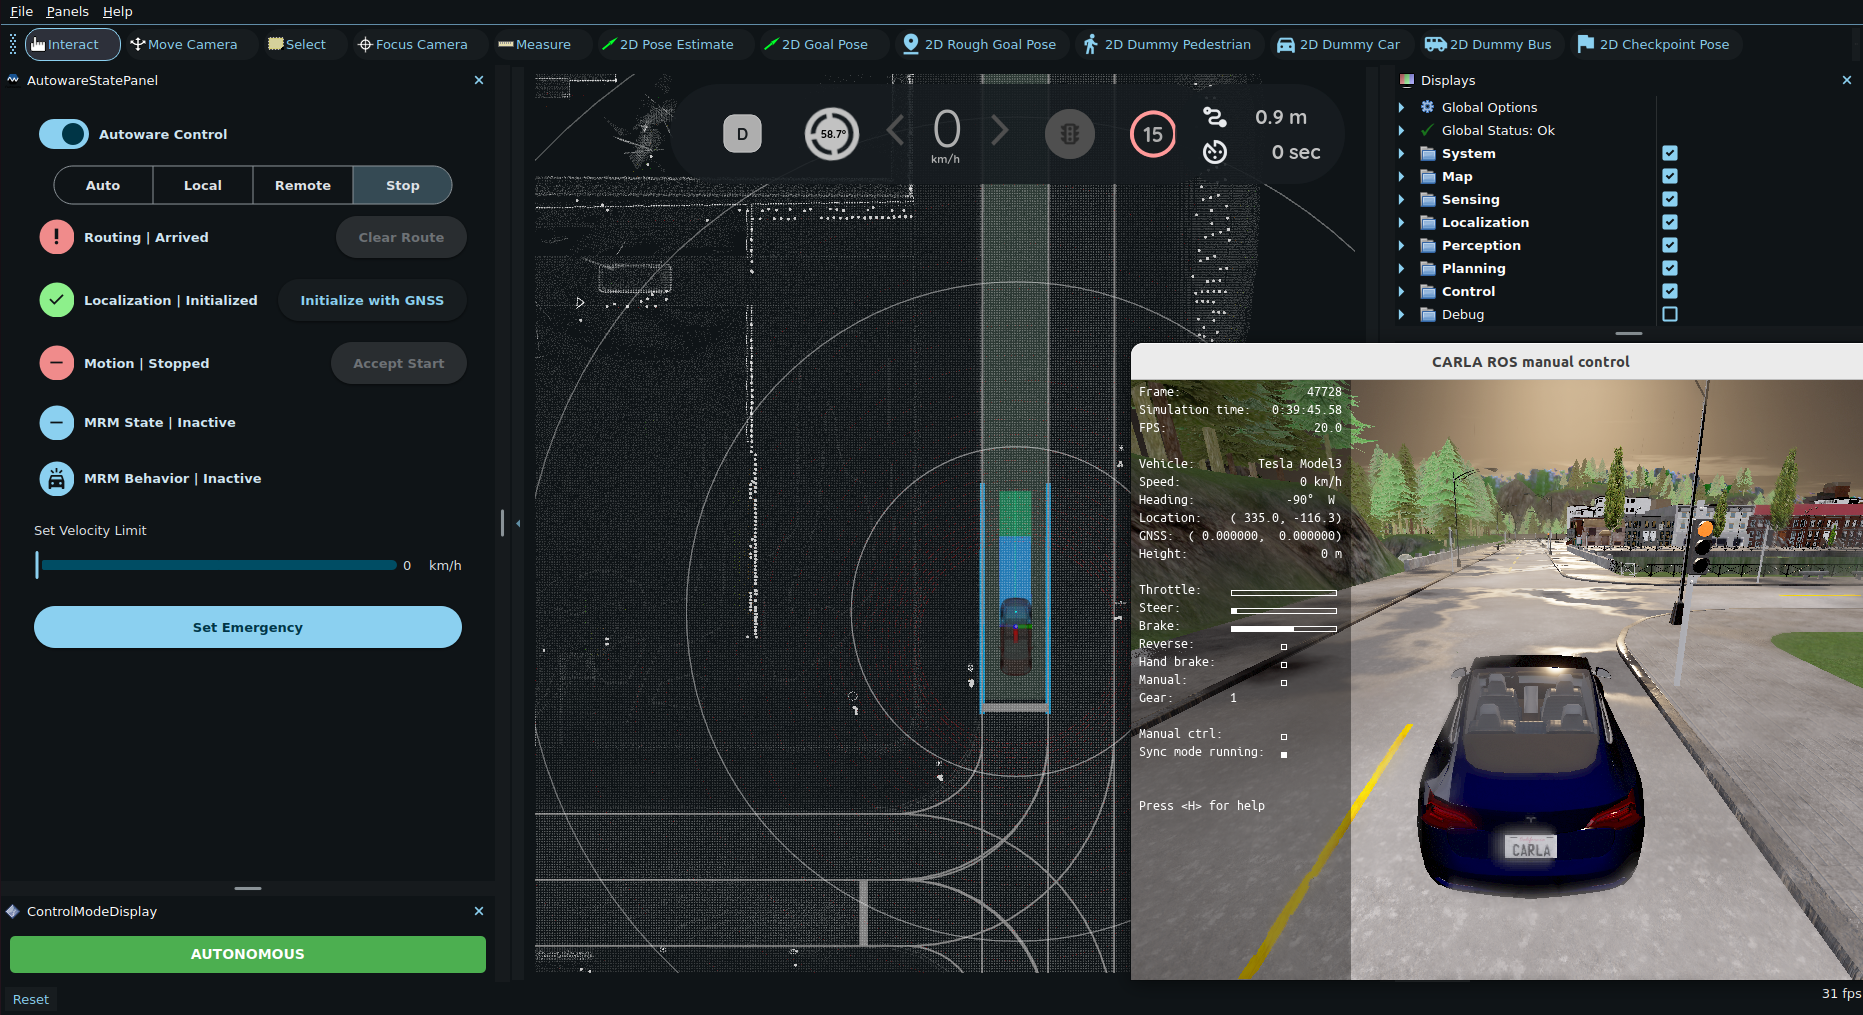 File Panels Help
Interact Move Camera Select Focus Camera Measure 2D Pose Estimate 2D Goal Pose 2D Rough Goal Pose 2D Dummy Pedestrian 2D Dummy Car 2D Dummy Bus 2D Checkpoint Pose
AutowareStatePanel
Autoware Control
Auto Local Remote Stop
Routing | Arrived Clear Route
Localization | Initialized Initialize with GNSS
Motion | Stopped Accept Start
MRM State | Inactive
MRM Behavior | Inactive
Set Velocity Limit
0 km/h
Set Emergency
ControlModeDisplay
AUTONOMOUS
Reset
D
58.7°
0
km/h
15
0.9 m
0 sec
Displays
Global Options
Global Status: Ok
System
Map
Sensing
Localization
Perception
Planning
Control
Debug
CARLA ROS manual control
Frame: 47728
Simulation time: 0:39:45.58
FPS: 20.0
Vehicle: Tesla Model3
Speed: 0 km/h
Heading: -90° W
Location: ( 335.0, -116.3)
GNSS: ( 0.000000, 0.000000)
Height: 0 m
Throttle:
Steer:
Brake:
Reverse:
Hand brake:
Manual:
Gear: 1
Manual ctrl:
Sync mode running:
Press <H> for help
CARLA
31 fps